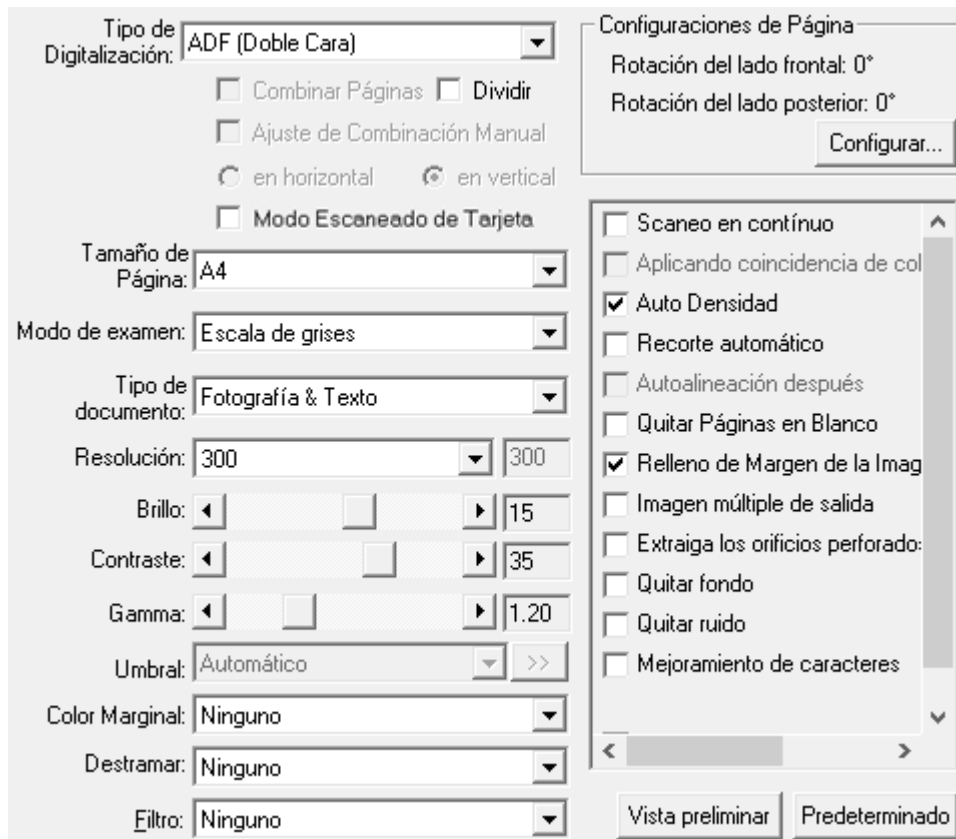 Tipo de
Digitalización:
ADF (Doble Cara)
Combinar Páginas
Dividir
Ajuste de Combinación Manual
en horizontal
en vertical
Modo Escaneado de Tarjeta
Tamaño de
Página:
A4
Modo de examen:
Escala de grises
Tipo de
documento:
Fotografía & Texto
Resolución:
300
300
Brillo:
15
Contraste:
35
Gamma:
1.20
Umbral:
Automático
>>
Color Marginal:
Ninguno
Destramar:
Ninguno
Filtro:
Ninguno
Configuraciones de Página
Rotación del lado frontal: 0°
Rotación del lado posterior: 0°
Configurar...
Scaneo en contínuo
Aplicando coincidencia de col
Auto Densidad
Recorte automático
Autoalineación después
Quitar Páginas en Blanco
Relleno de Margen de la Imag
Imagen múltiple de salida
Extraiga los orificios perforados
Quitar fondo
Quitar ruido
Mejoramiento de caracteres
Vista preliminar
Predeterminado